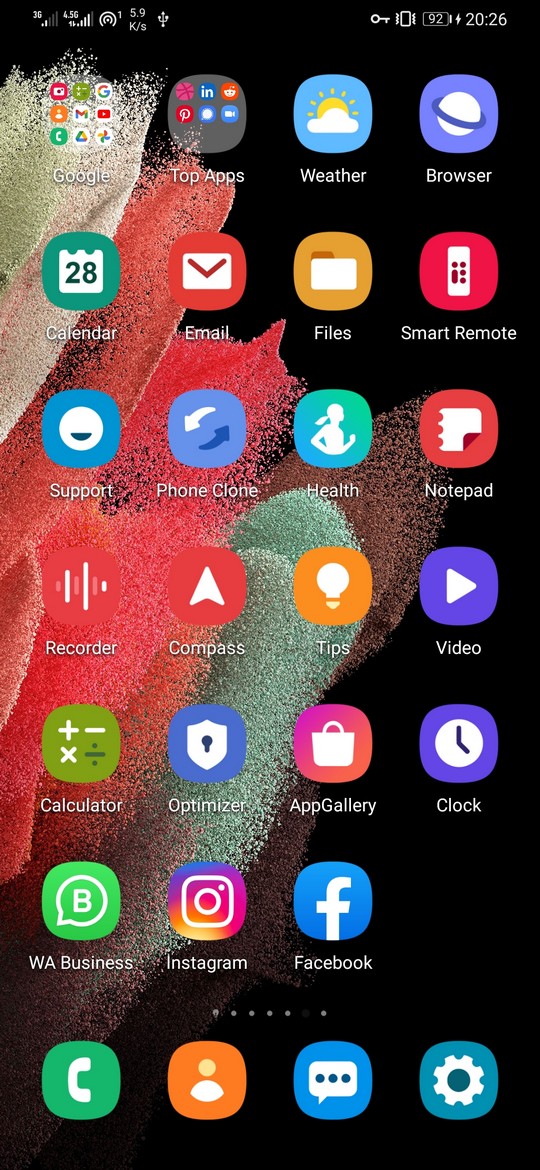 3G 4.5G 1 5.9 K/s 92 20:26
Google Top Apps Weather Browser
28
Calendar Email Files Smart Remote
Support Phone Clone Health Notepad
Recorder Compass Tips Video
Calculator Optimizer AppGallery Clock
B
WA Business Instagram Facebook